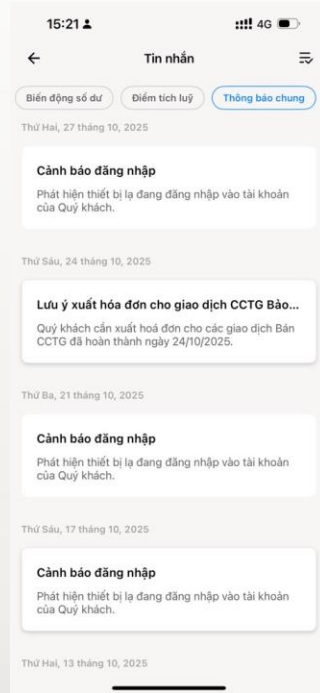 15:21
4G
Tin nhắn
Biến động số dư
Điểm tích luỹ
Thông báo chung
Thứ Hai, 27 tháng 10, 2025
Cảnh báo đăng nhập
Phát hiện thiết bị lạ đang đăng nhập vào tài khoản
của Quý khách.
Thứ Sáu, 24 tháng 10, 2025
Lưu ý xuất hóa đơn cho giao dịch CCTG Bảo...
Quý khách cần xuất hoá đơn cho các giao dịch Bán
CCTG đã hoàn thành ngày 24/10/2025.
Thứ Ba, 21 tháng 10, 2025
Cảnh báo đăng nhập
Phát hiện thiết bị lạ đang đăng nhập vào tài khoản
của Quý khách.
Thứ Sáu, 17 tháng 10, 2025
Cảnh báo đăng nhập
Phát hiện thiết bị lạ đang đăng nhập vào tài khoản
của Quý khách.
Thứ Hai, 13 tháng 10, 2025